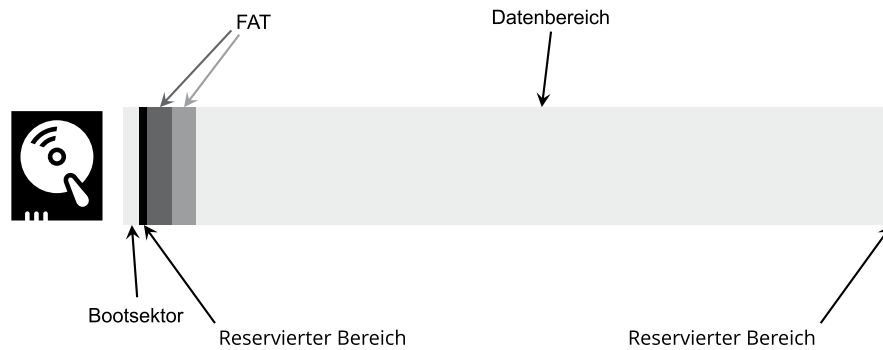 FAT
Datenbereich
Bootsektor
Reservierter Bereich
Reservierter Bereich